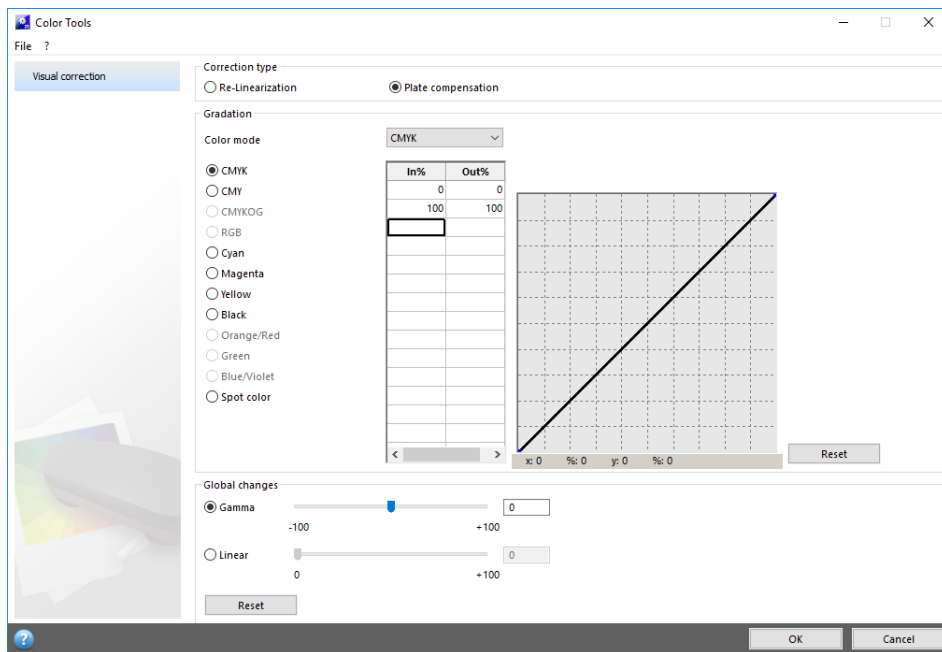 Color Tools
File ?
Visual correction
Correction type
Re-Linearization Plate compensation
Gradation
Color mode CMYK
CMYK
CMY
CMYKOG
RGB
Cyan
Magenta
Yellow
Black
Orange/Red
Green
Blue/Violet
Spot color
In% Out%
0 0
100 100
x: 0 %: 0 y: 0 %: 0
Reset
Global changes
Gamma 0
-100 +100
Linear 0
0 +100
Reset
? OK Cancel